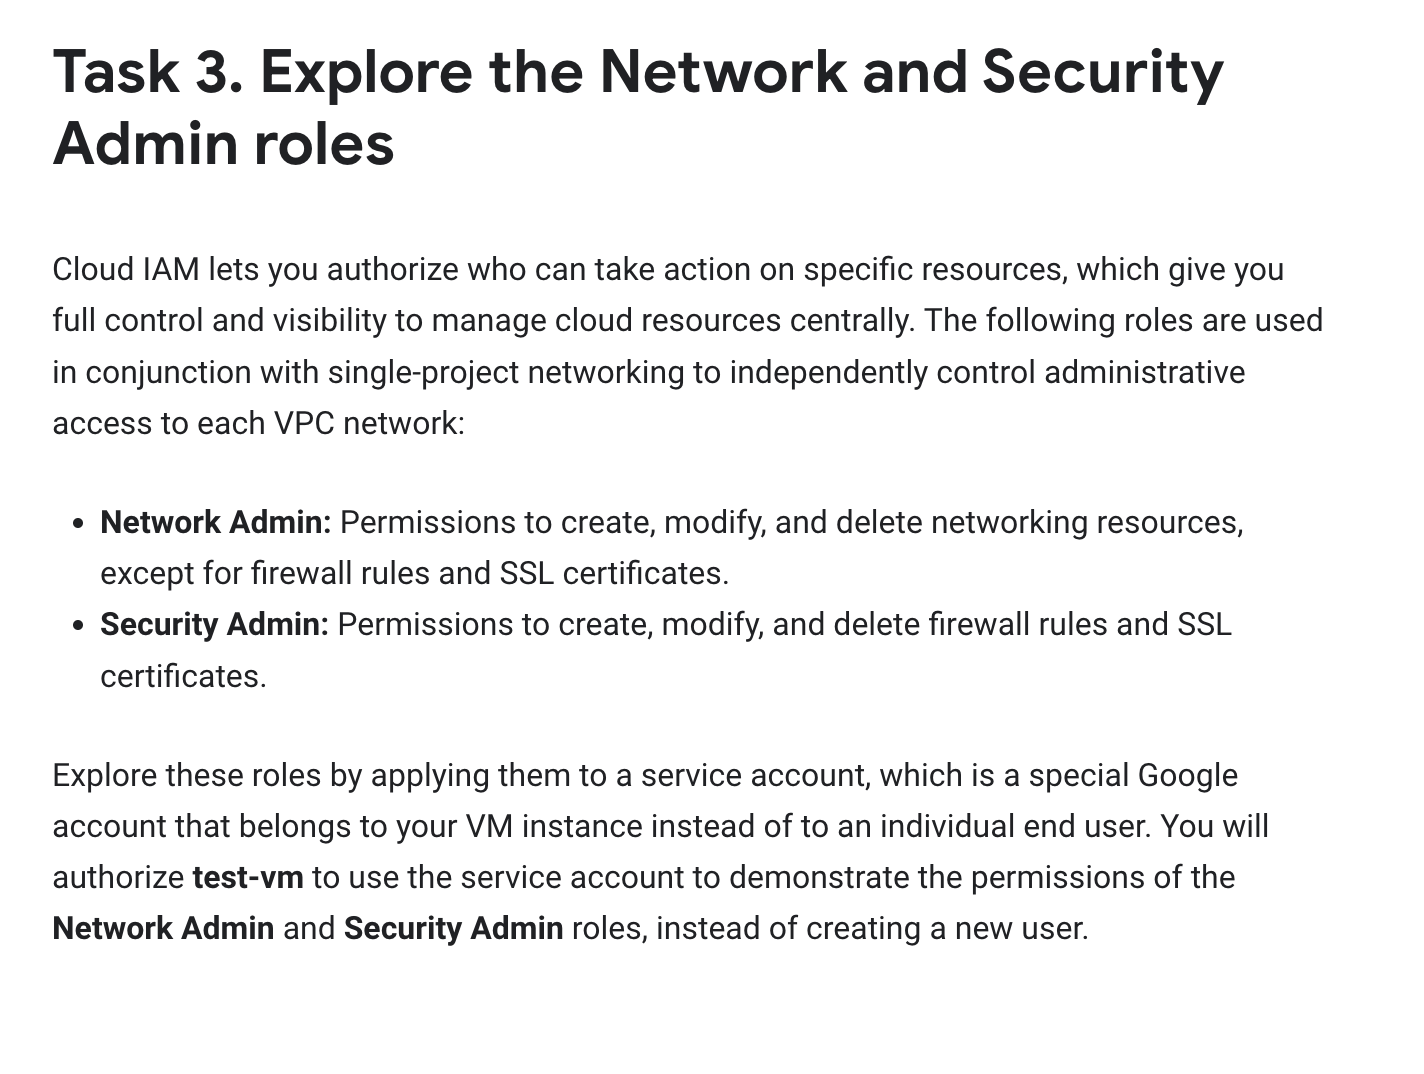 Task 3. Explore the Network and Security
Admin roles
Cloud IAM lets you authorize who can take action on specific resources, which give you
full control and visibility to manage cloud resources centrally. The following roles are used
in conjunction with single-project networking to independently control administrative
access to each VPC network:
• Network Admin: Permissions to create, modify, and delete networking resources,
except for firewall rules and SSL certificates.
• Security Admin: Permissions to create, modify, and delete firewall rules and SSL
certificates.
Explore these roles by applying them to a service account, which is a special Google
account that belongs to your VM instance instead of to an individual end user. You will
authorize test-vm to use the service account to demonstrate the permissions of the
Network Admin and Security Admin roles, instead of creating a new user.